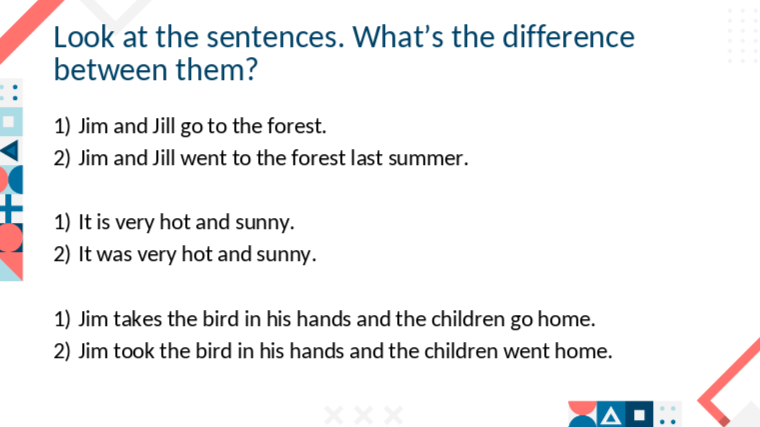 Look at the sentences. What’s the difference
between them?
1) Jim and Jill go to the forest.
2) Jim and Jill went to the forest last summer.
1) It is very hot and sunny.
2) It was very hot and sunny.
1) Jim takes the bird in his hands and the children go home.
2) Jim took the bird in his hands and the children went home.